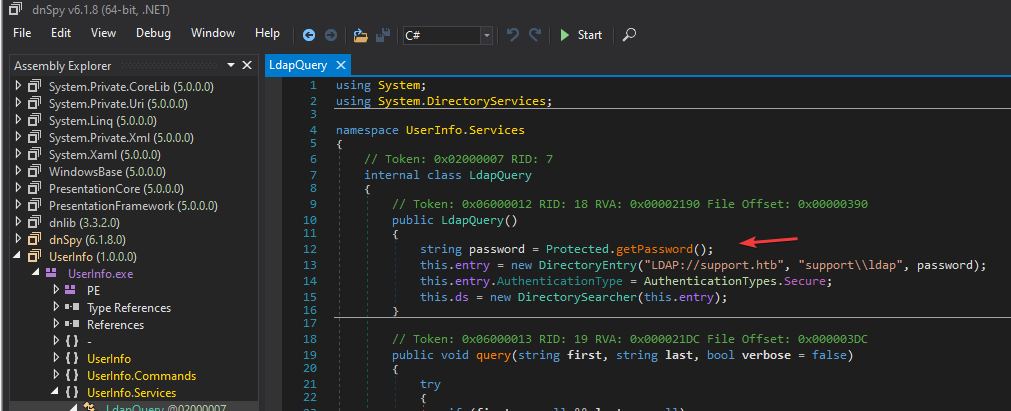 dnSpy v6.1.8 (64-bit, .NET)
File Edit View Debug Window Help C# Start
Assembly Explorer
System.Private.CoreLib (5.0.0.0)
System.Private.Uri (5.0.0.0)
System.Linq (5.0.0.0)
System.Private.Xml (5.0.0.0)
System.Xaml (5.0.0.0)
WindowsBase (5.0.0.0)
PresentationCore (5.0.0.0)
PresentationFramework (5.0.0.0)
dnlib (3.3.2.0)
dnSpy (6.1.8.0)
UserInfo (1.0.0.0)
UserInfo.exe
PE
Type References
References
{ } -
{ } UserInfo
{ } UserInfo.Commands
{ } UserInfo.Services
LdapQuery @02000007
LdapQuery
1 using System;
2 using System.DirectoryServices;
3
4 namespace UserInfo.Services
5 {
6 // Token: 0x02000007 RID: 7
7 internal class LdapQuery
8 {
9 // Token: 0x06000012 RID: 18 RVA: 0x00002190 File Offset: 0x00000390
10 public LdapQuery()
11 {
12 string password = Protected.getPassword();
13 this.entry = new DirectoryEntry("LDAP://support.htb", "support\\ldap", password);
14 this.entry.AuthenticationType = AuthenticationTypes.Secure;
15 this.ds = new DirectorySearcher(this.entry);
16 }
17
18 // Token: 0x06000013 RID: 19 RVA: 0x000021DC File Offset: 0x000003DC
19 public void query(string first, string last, bool verbose = false)
20 {
21 try
22 {